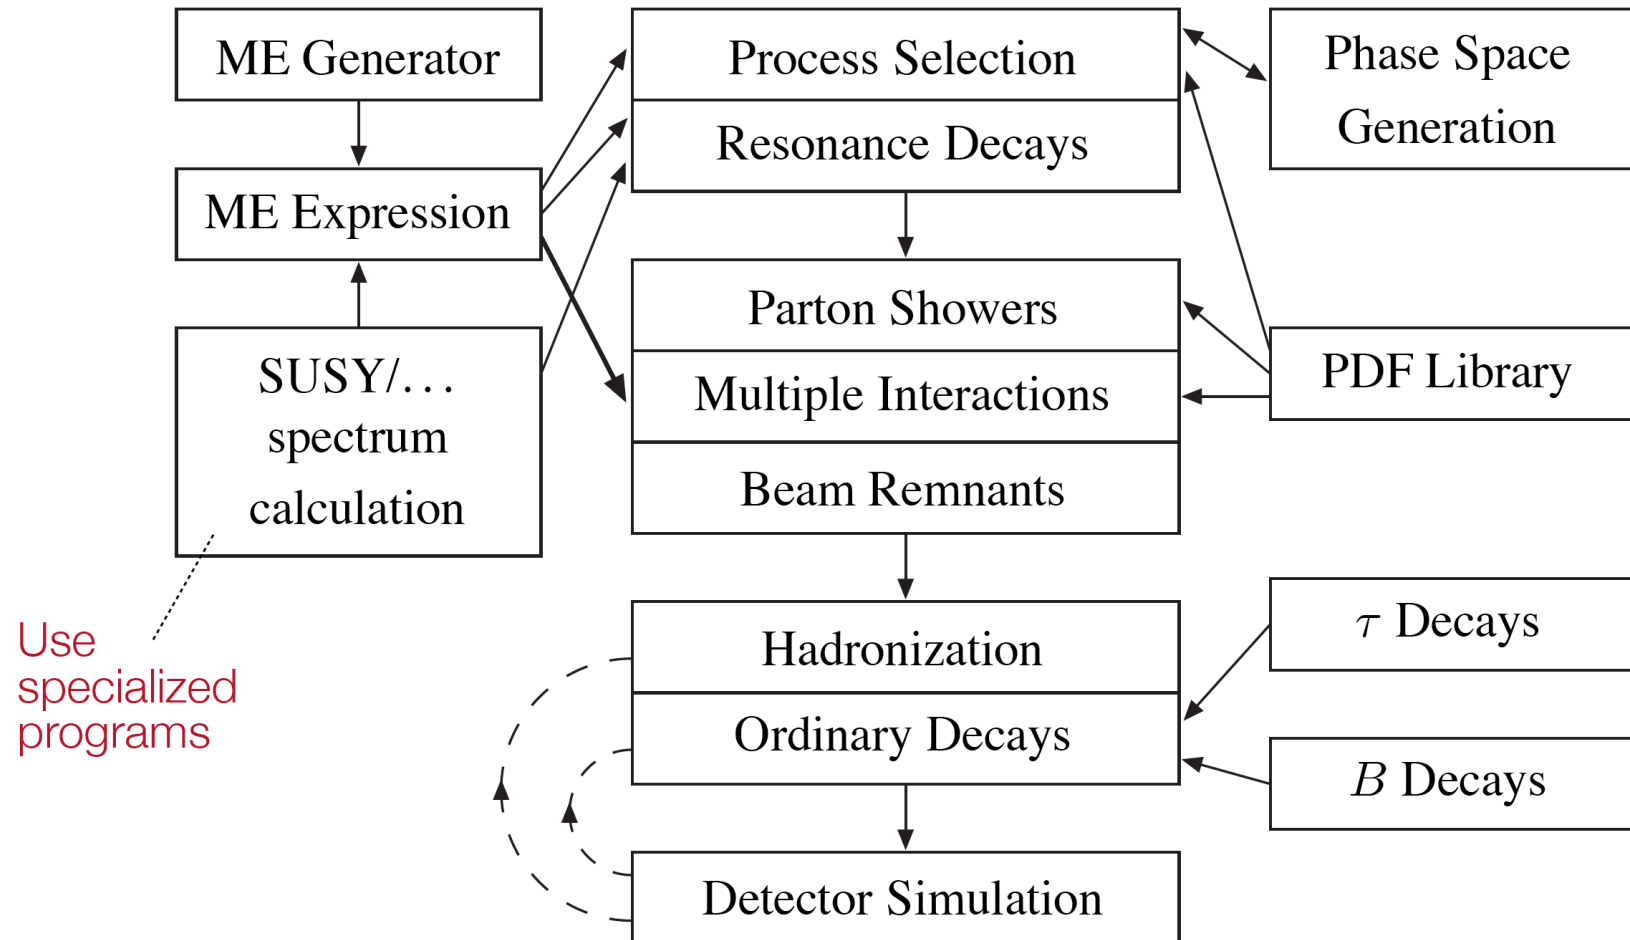 ME Generator
ME Expression
SUSY/…
spectrum
calculation
Use
specialized
programs
Process Selection
Resonance Decays
Parton Showers
Multiple Interactions
Beam Remnants
Hadronization
Ordinary Decays
Detector Simulation
Phase Space
Generation
PDF Library
τ Decays
B Decays